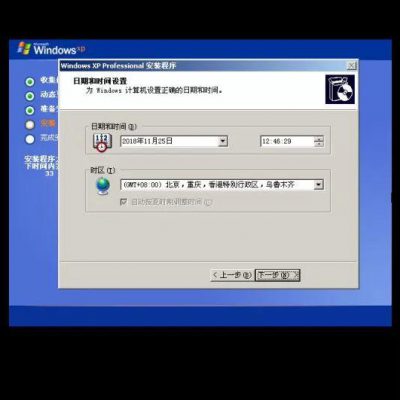 Microsoft
Windows xp
Windows XP Professional 安装程序
日期和时间设置
为 Windows 计算机设置正确的日期和时间。
收集
动态
准备
安装
完成
安装程序
下时间内
33
日期和时间(D)
2018年11月25日
12:46:29
时区(T)
(GMT+08:00) 北京，重庆，香港特别行政区，乌鲁木齐
自动按夏时制调整时间(C)
<上一步(B)
下一步(N)>